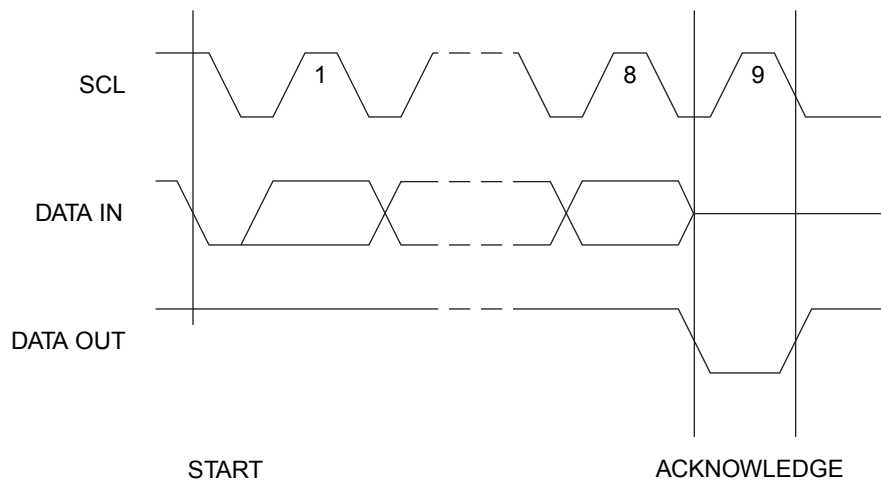 SCL
1
8
9
DATA IN
DATA OUT
START
ACKNOWLEDGE